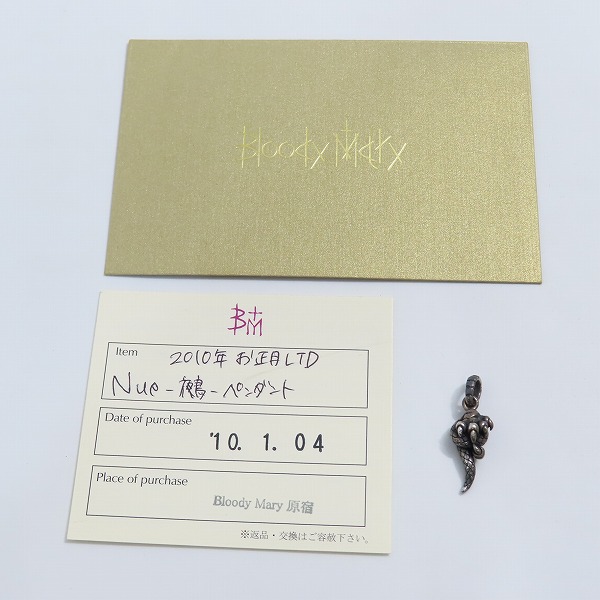 Bloody Mary
BM
Item
2010年 お正月LTD
Nue-鵺-ペンダント
Date of purchase
'10. 1. 04
Place of purchase
Bloody Mary 原宿
※返品・交換はご容赦下さい。